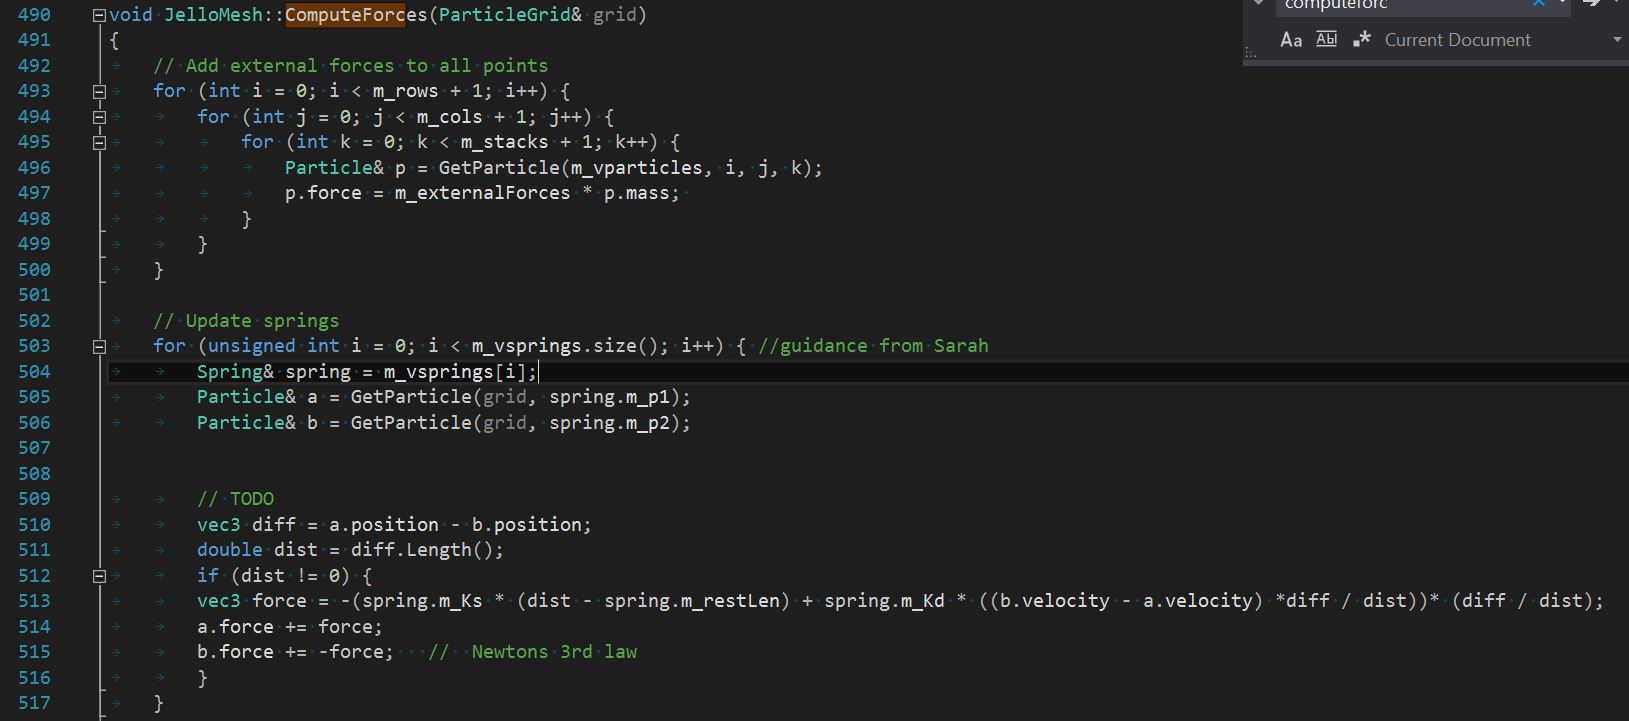 490 void JelloMesh::ComputeForces(ParticleGrid& grid)
491 {
492 // Add external forces to all points
493 for (int i = 0; i < m_rows + 1; i++) {
494 for (int j = 0; j < m_cols + 1; j++) {
495 for (int k = 0; k < m_stacks + 1; k++) {
496 Particle& p = GetParticle(m_vparticles, i, j, k);
497 p.force = m_externalForces * p.mass;
498 }
499 }
500 }
501
502 // Update springs
503 for (unsigned int i = 0; i < m_vsprings.size(); i++) { //guidance from Sarah
504 Spring& spring = m_vsprings[i];
505 Particle& a = GetParticle(grid, spring.m_p1);
506 Particle& b = GetParticle(grid, spring.m_p2);
507
508
509 // TODO
510 vec3 diff = a.position - b.position;
511 double dist = diff.Length();
512 if (dist != 0) {
513 vec3 force = -(spring.m_Ks * (dist - spring.m_restLen) + spring.m_Kd * ((b.velocity - a.velocity) *diff / dist))* (diff / dist);
514 a.force += force;
515 b.force += -force; // Newtons 3rd law
516 }
517 }
computeforc
Aa Abl .* Current Document